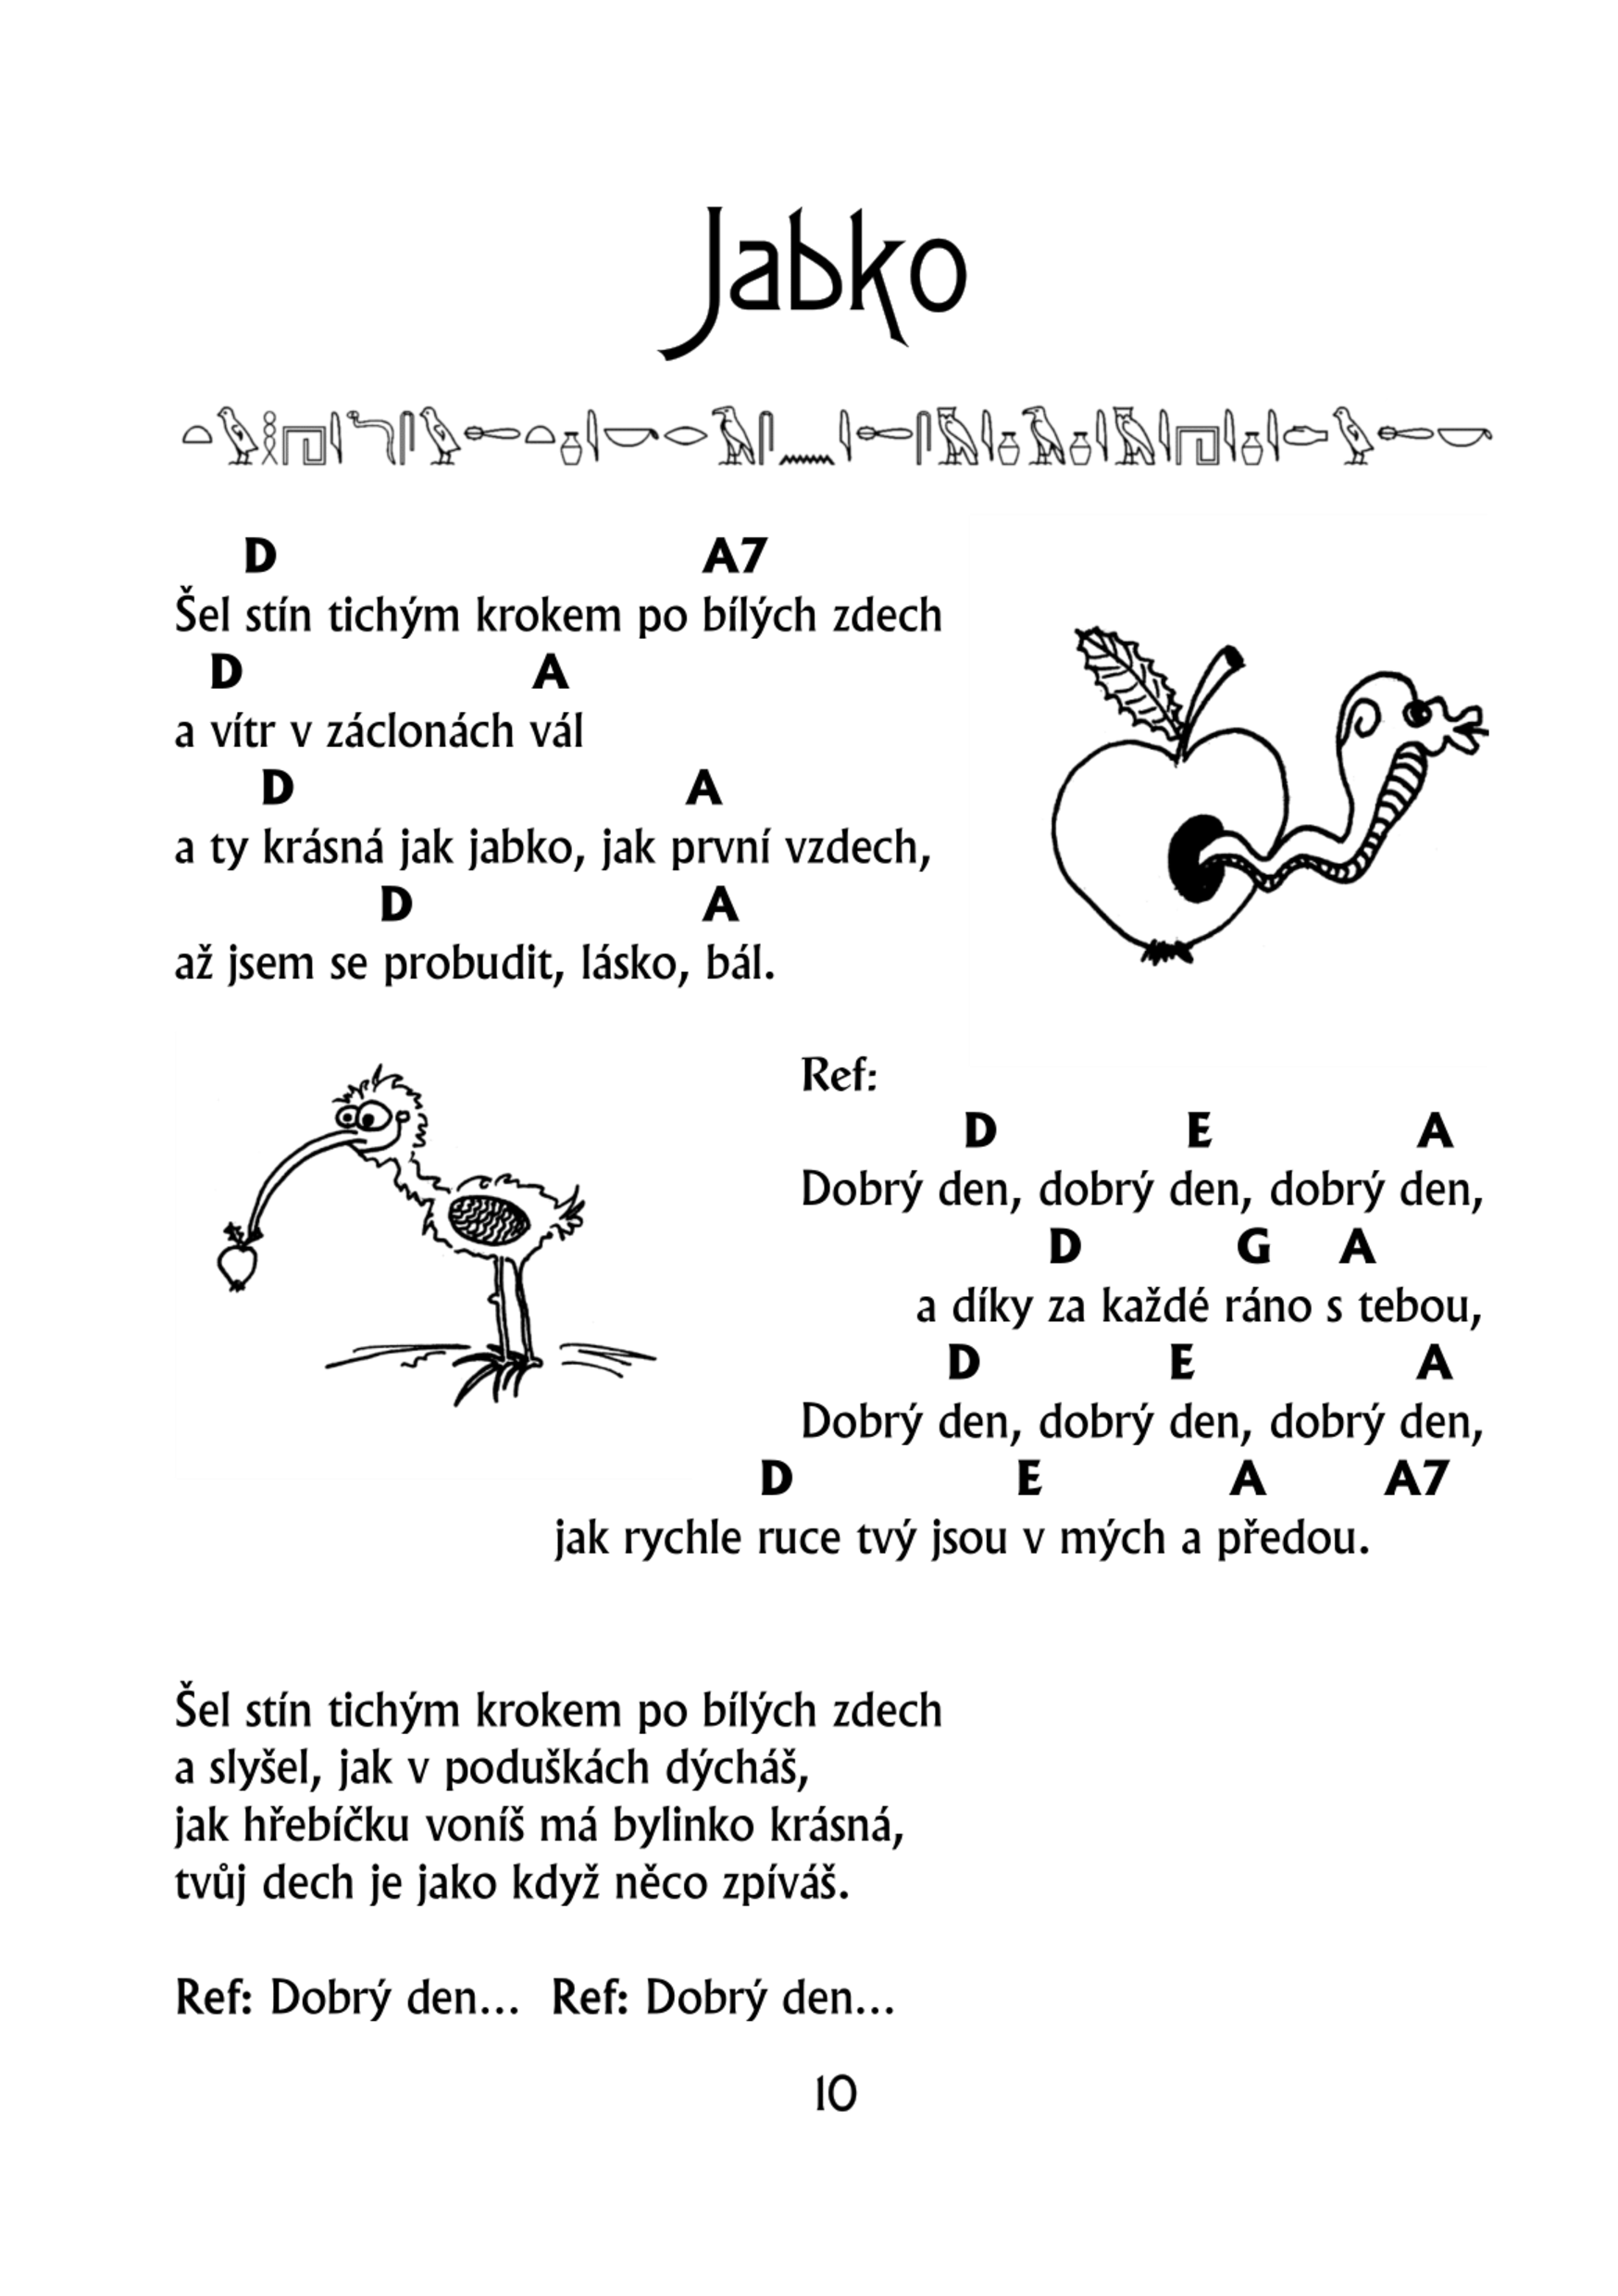 Jabko
D A7
Šel stín tichým krokem po bílých zdech
D A
a vítr v záclonách vál
D A
a ty krásná jak jabko, jak první vzdech,
D A
až jsem se probudit, lásko, bál.
Ref:
D E A
Dobrý den, dobrý den, dobrý den,
D G A
a díky za každé ráno s tebou,
D E A
Dobrý den, dobrý den, dobrý den,
D E A A7
jak rychle ruce tvý jsou v mých a předou.
Šel stín tichým krokem po bílých zdech
a slyšel, jak v poduškách dýcháš,
jak hřebíčku voníš má bylinko krásná,
tvůj dech je jako když něco zpíváš.
Ref: Dobrý den... Ref: Dobrý den...
10